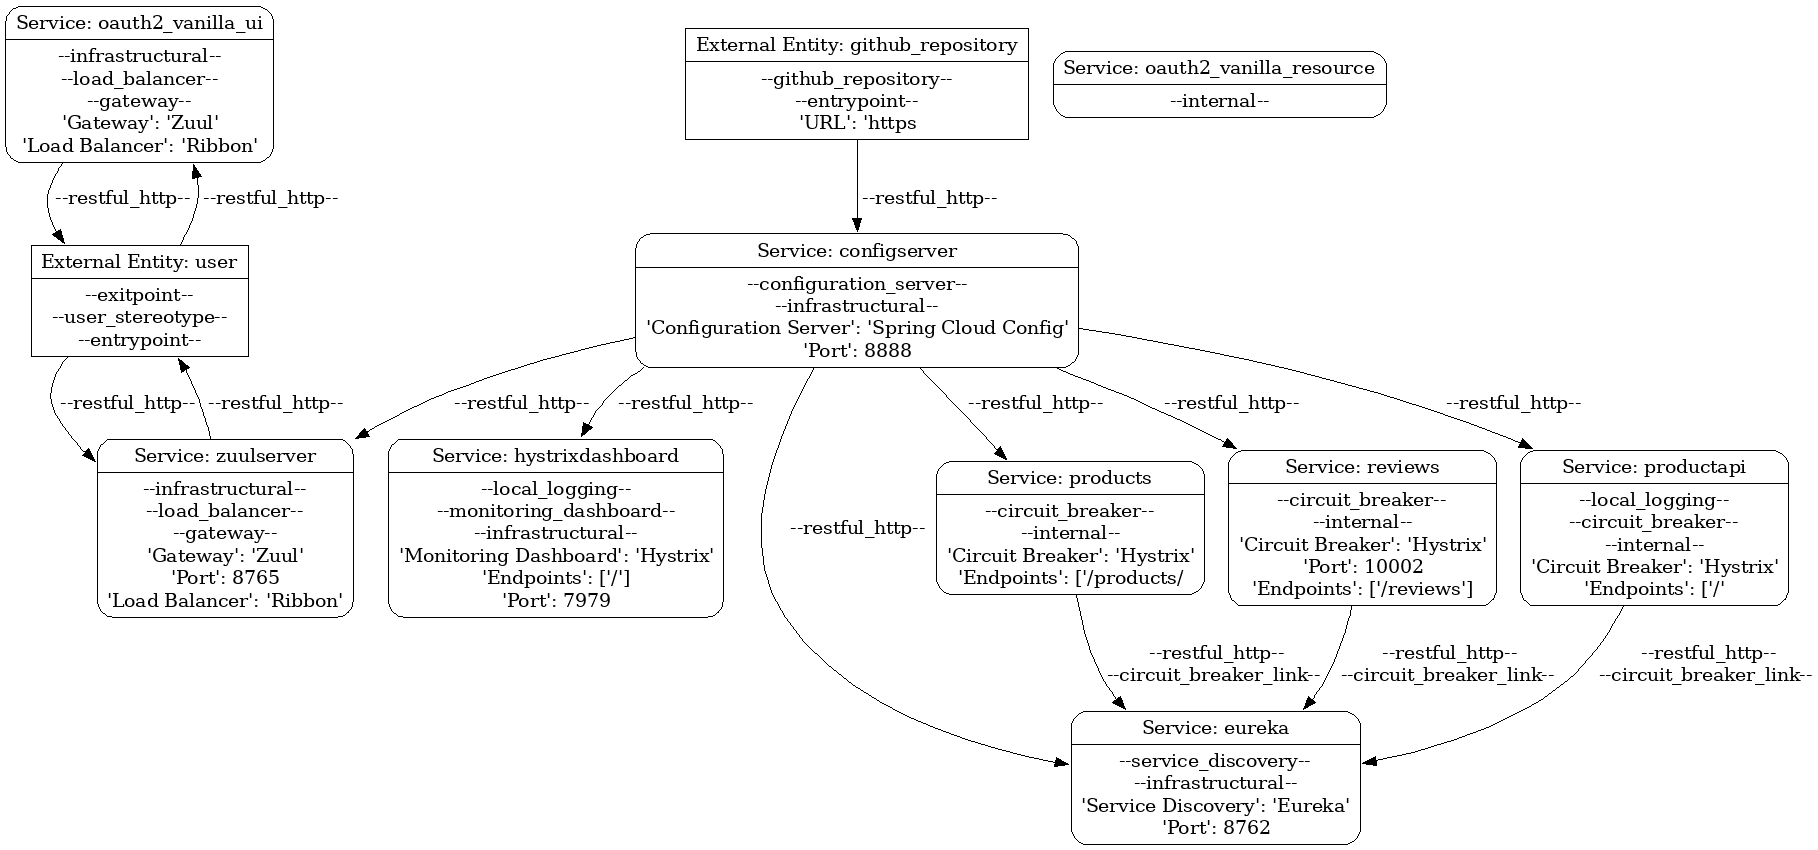 Service: oauth2_vanilla_ui
--infrastructural--
--load_balancer--
--gateway--
'Gateway': 'Zuul'
'Load Balancer': 'Ribbon'
External Entity: github_repository
--github_repository--
--entrypoint--
'URL': 'https
Service: oauth2_vanilla_resource
--internal--
--restful_http--
--restful_http--
--restful_http--
External Entity: user
--exitpoint--
--user_stereotype--
--entrypoint--
Service: configserver
--configuration_server--
--infrastructural--
'Configuration Server': 'Spring Cloud Config'
'Port': 8888
--restful_http--
--restful_http--
--restful_http--
--restful_http--
--restful_http--
--restful_http--
--restful_http--
Service: zuulserver
--infrastructural--
--load_balancer--
--gateway--
'Gateway': 'Zuul'
'Port': 8765
'Load Balancer': 'Ribbon'
Service: hystrixdashboard
--local_logging--
--monitoring_dashboard--
--infrastructural--
'Monitoring Dashboard': 'Hystrix'
'Endpoints': ['/']
'Port': 7979
--restful_http--
Service: products
--circuit_breaker--
--internal--
'Circuit Breaker': 'Hystrix'
'Endpoints': ['/products/
Service: reviews
--circuit_breaker--
--internal--
'Circuit Breaker': 'Hystrix'
'Port': 10002
'Endpoints': ['/reviews']
Service: productapi
--local_logging--
--circuit_breaker--
--internal--
'Circuit Breaker': 'Hystrix'
'Endpoints': ['/'
--restful_http--
--circuit_breaker_link--
--restful_http--
--circuit_breaker_link--
--restful_http--
--circuit_breaker_link--
Service: eureka
--service_discovery--
--infrastructural--
'Service Discovery': 'Eureka'
'Port': 8762